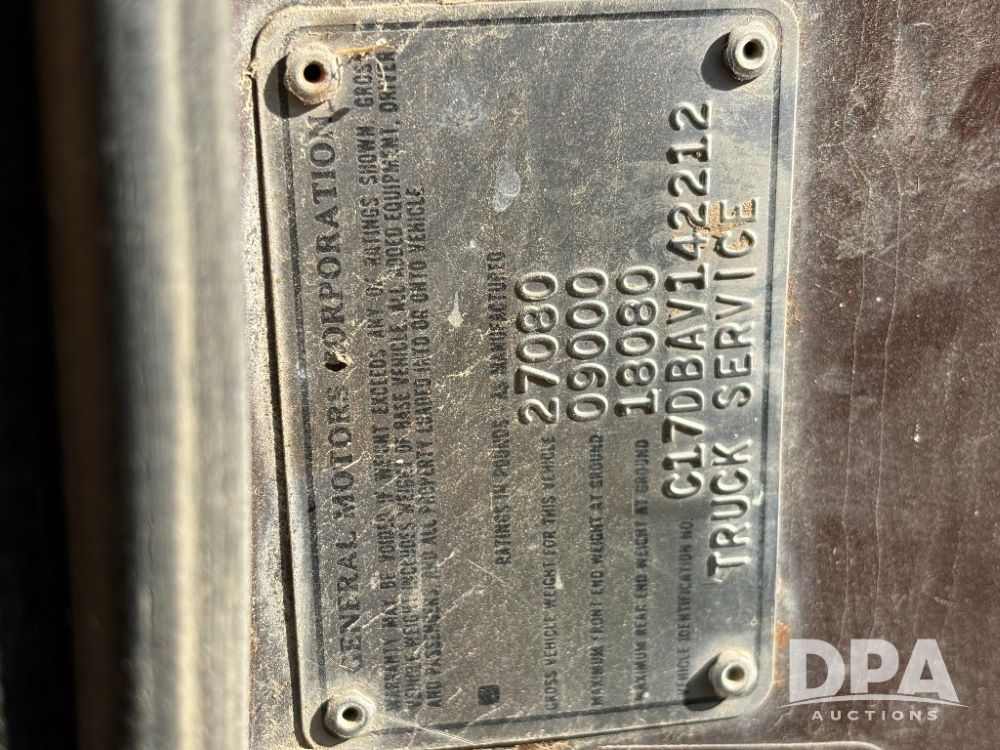 GENERAL MOTORS CORPORATION
WARRANTY MAY BE VOIDED IF WEIGHT EXCEEDS ANY OF RATINGS SHOWN GROSS
VEHICLE WEIGHT INCLUDES WEIGHT OF BASE VEHICLE, ALL ADDED EQUIPMENT, DRIVER
AND PASSENGERS, AND ALL PROPERTY LOADED INTO OR ONTO VEHICLE
RATINGS IN POUNDS AS MANUFACTURED
GROSS VEHICLE WEIGHT FOR THIS VEHICLE 27080
MAXIMUM FRONT END WEIGHT AT GROUND 09000
MAXIMUM REAR END WEIGHT AT GROUND 18080
VEHICLE IDENTIFICATION NO. C17DBAV142212
TRUCK SERVICE
DPA
AUCTIONS